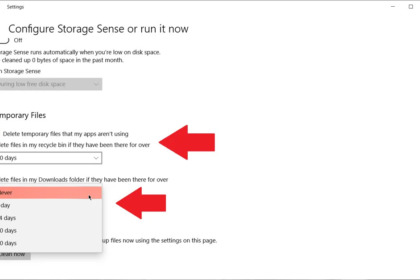 Settings
Configure Storage Sense or run it now
Off
rage Sense runs automatically when you're low on disk space.
cleaned up 0 bytes of space in the past month.
n Storage Sense
uring low free disk space
mporary Files
Delete temporary files that my apps aren't using
lete files in my recycle bin if they have been there for over
0 days
lete files in my Downloads folder if they have been there for over
ever
day
4 days
0 days
0 days
up files now using the settings on this page.
lean now